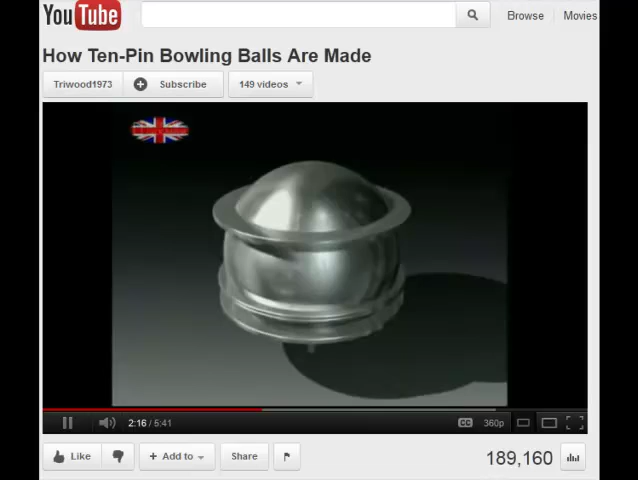 YouTube
Browse
Movies
How Ten-Pin Bowling Balls Are Made
Triwood1973
Subscribe
149 videos
2:16 / 5:41
CC
360p
Like
Add to
Share
189,160